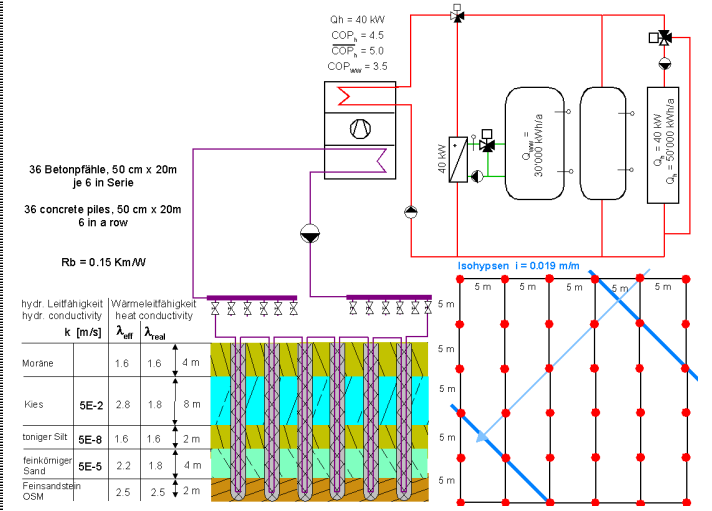 Qh = 40 kW
COPh = 4.5
COPh = 5.0
COPww = 3.5
40 kW
Qww =
30'000 kWh/a
Qh = 40 kW
Qh = 50'000 kWh/a
36 Betonpfähle, 50 cm x 20m
je 6 in Serie
36 concrete piles, 50 cm x 20m
6 in a row
Rb = 0.15 Km/W
Isohypsen i = 0.019 m/m
5 m 5 m 5 m 5 m 5 m
5 m
5 m
5 m
5 m
5 m
hydr. Leitfähigkeit Wärmeleitfähigkeit
hydr. conductivity heat conductivity
k [m/s] λeff λreal
Moräne 1.6 1.6 4 m
Kies 5E-2 2.8 1.8 8 m
toniger Silt 5E-8 1.6 1.6 2 m
feinkörniger
Sand 5E-5 2.2 1.8 4 m
Feinsandstein
OSM 2.5 2.5 2 m